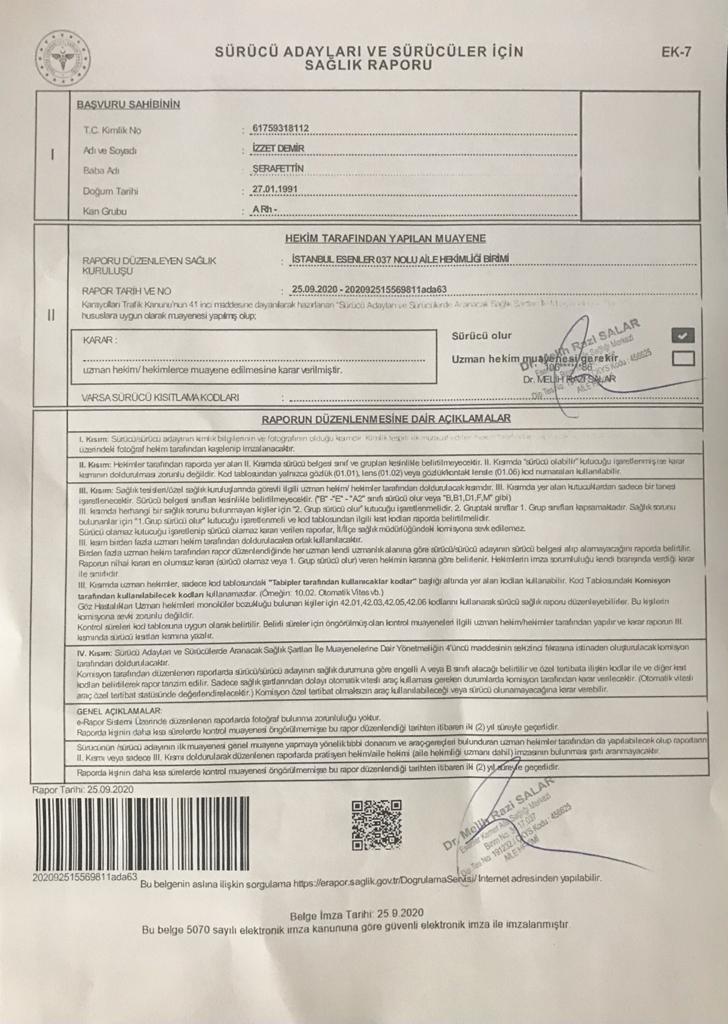 SÜRÜCÜ ADAYLARI VE SÜRÜCÜLER İÇİN
SAĞLIK RAPORU
EK-7
I
BAŞVURU SAHİBİNİN
T.C. Kimlik No : 61759318112
Adı ve Soyadı : İZZET DEMİR
Baba Adı : ŞERAFETTİN
Doğum Tarihi : 27.01.1991
Kan Grubu : A Rh -
II
HEKİM TARAFINDAN YAPILAN MUAYENE
RAPORU DÜZENLEYEN SAĞLIK KURULUŞU : İSTANBUL ESENLER 037 NOLU AİLE HEKİMLİĞİ BİRİMİ
RAPOR TARİH VE NO : 25.09.2020 - 202092515569811ada63
Karayolları Trafik Kanunu'nun 41 inci maddesine dayanılarak hazırlanan "Sürücü Adayları ve Sürücülerde Aranacak Sağlık
hususlara uygun olarak muayenesi yapılmış olup;
KARAR :
uzman hekim/ hekimlerce muayene edilmesine karar verilmiştir.
Sürücü olur
Uzman hekim muayenesi gerekir
Dr. Melih Razi SALAR
Dr. MELİH RAZİ SALAR
VARSA SÜRÜCÜ KISITLAMA KODLARI :
RAPORUN DÜZENLENMESİNE DAİR AÇIKLAMALAR
I. Kısım: Sürücü/sürücü adayının kimlik bilgilerinin ve fotoğrafının olduğu kısımdır.
üzerindeki fotoğraf hekim tarafından kaşelenip imzalanacaktır.
II. Kısım: Hekimler tarafından raporda yer alan II. Kısımda sürücü belgesi sınıf ve grupları kesinlikle belirtilmeyecektir. II. Kısımda "sürücü olabilir" kutucuğu işaretlenmiş ise karar
kısmının doldurulması zorunlu değildir. Kod tablosundan yalnızca gözlük (01.01), lens (01.02) veya gözlük/kontakt lensle (01.06) kod numaraları kullanılabilir.
III. Kısım: Sağlık tesisleri/özel sağlık kuruluşlarında görevli ilgili uzman hekim/ hekimler tarafından doldurulacak kısımdır. III. Kısımda yer alan kutucuklardan sadece bir tanesi
işaretlenecektir. Sürücü belgesi sınıfları kesinlikle belirtilmeyecektir. ("B" -"E" -"A2" sınıfı sürücü olur veya "B,B1,D1,F,M" gibi)
III. kısımda herhangi bir sağlık sorunu bulunmayan kişiler için "2. Grup sürücü olur" kutucuğu işaretlenmelidir. 2. Gruptaki sınıflar 1. Grup sınıfları kapsamaktadır. Sağlık sorunu
bulunanlar için "1.Grup sürücü olur" kutucuğu işaretlenmeli ve kod tablosundan ilgili kısıt kodları raporda belirtilmelidir.
Sürücü olamaz kutucuğu işaretlenip sürücü olamaz kararı verilen raporlar, İl/İlçe sağlık müdürlüğündeki komisyona sevk edilemez.
III. kısım birden fazla uzman hekim tarafından doldurulacaksa ortak kullanılacaktır.
Birden fazla uzman hekim tarafından rapor düzenlendiğinde her uzman kendi uzmanlık alanına göre sürücü/sürücü adayının sürücü belgesi alıp alamayacağını raporda belirtilir.
Raporun nihai kararı en olumsuz kararı (sürücü olamaz veya 1. Grup sürücü olur) veren hekimin kararına göre belirlenir. Hekimlerin imza sorumluluğu kendi branşında verdiği karar
ile sınırlıdır
III. Kısımda uzman hekimler, sadece kod tablosundaki "Tabipler tarafından kullanılacaklar kodlar" başlığı altında yer alan kodları kullanabilir. Kod Tablosundaki Komisyon
tarafından kullanılabilecek kodları kullanamazlar. (Örneğin: 10.02. Otomatik Vites vb.)
Göz Hastalıkları Uzman hekimleri monoküler bozukluğu bulunan kişiler için 42.01,42.03,42.05,42.06 kodlarını kullanarak sürücü sağlık raporu düzenleyebilirler. Bu kişilerin
komisyona sevki zorunlu değildir.
Kontrol süreleri kod tablosuna uygun olarak belirtilir. Belirli süreler için öngörülmüş olan kontrol muayeneleri ilgili uzman hekim/hekimler tarafından yapılır ve kararı raporun III.
kısmında sürücü kısıtları kısmına yazılır.
IV. Kısım: Sürücü Adayları ve Sürücülerde Aranacak Sağlık Şartları İle Muayenelerine Dair Yönetmeliğin 4'üncü maddesinin sekizinci fıkrasına istinaden oluşturulacak komisyon
tarafından doldurulacaktır.
Komisyon tarafından düzenlenen raporlarda sürücü/sürücü adayının sağlık durumuna göre engelli A veya B sınıfı alacağı belirtilir ve özel tertibata ilişkin kodlar ile ve diğer kısıt
kodları belirtilerek rapor tanzim edilir. Sadece sağlık şartlarından dolayı otomatik vitesli araç kullanması gereken durumlarda komisyon tarafından karar verilecektir. (Otomatik vitesli
araç özel tertibat statüsünde değerlendirelecektir.) Komisyon özel tertibat olmaksızın araç kullanılabileceği veya sürücü olunamayacağına karar verebilir.
GENEL AÇIKLAMALAR:
e-Rapor Sistemi Üzerinde düzenlenen raporlarda fotoğraf bulunma zorunluluğu yoktur.
Raporda kişinin daha kısa sürelerde kontrol muayenesi öngörülmemişse bu rapor düzenlendiği tarihten itibaren iki (2) yıl süreyle geçerlidir.
Sürücünün /sürücü adayının ilk muayenesi genel muayene yapmaya yönelik tıbbi donanım ve araç-gereçleri bulunduran uzman hekimler tarafından da yapılabilecek olup raporların
II. Kısmı veya sadece III. Kısmı doldurularak düzenlenen raporlarda pratisyen hekim/aile hekimi (aile hekimliği uzmanı dahil) imzasının bulunması şartı aranmayacaktır.
Raporda kişinin daha kısa sürelerde kontrol muayenesi öngörülmemişse bu rapor düzenlendiği tarihten itibaren iki (2) yıl süreyle geçerlidir.
Rapor Tarihi: 25.09.2020
Dr. Melih Razi SALAR
AİLE HEKİMİ
202092515569811ada63
Bu belgenin aslına ilişkin sorgulama https://erapor.saglik.gov.tr/DogrulamaServisi/ Internet adresinden yapılabilir.
Belge İmza Tarihi: 25.9.2020
Bu belge 5070 sayılı elektronik imza kanununa göre güvenli elektronik imza ile imzalanmıştır.